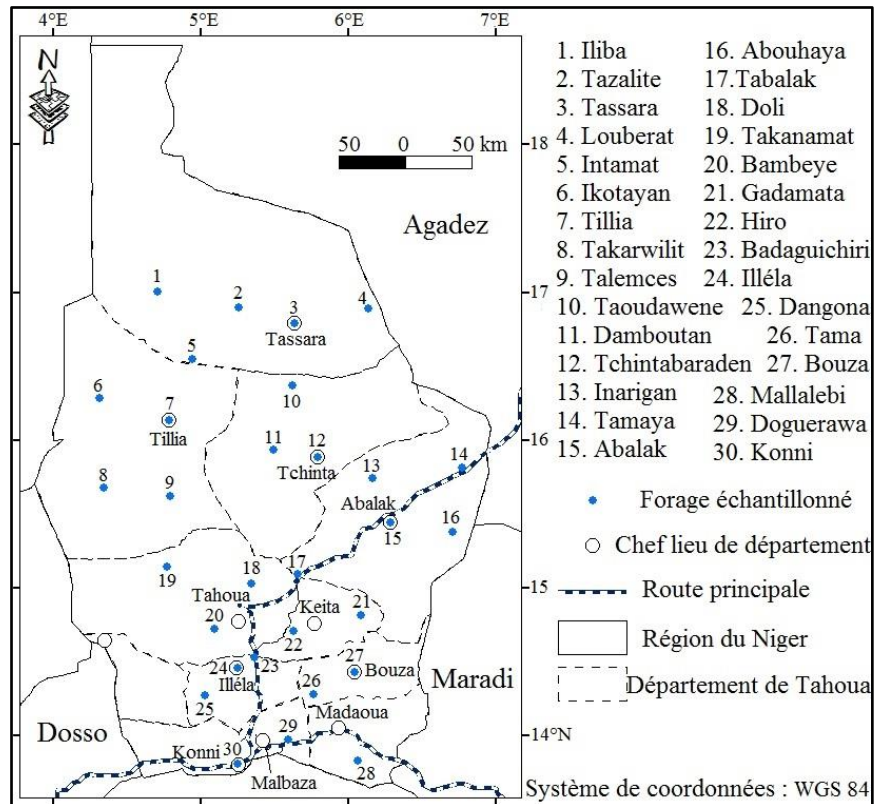 4°E 5°E 6°E 7°E
N
50 0 50 km
18
Agadez
17
1
2
3
4
Tassara
5
6
7
Tillia
10
11
12
Tchinta
16
8
9
13
14
Abalak
15
16
15
19
18
17
Tahoua
Keita
20
21
22
23
24
Illéla
27
Bouza
25
26
Maradi
Madaoua
Dosso
14°N
Konni
30
29
28
Malbaza
1. Iliba
2. Tazalite
3. Tassara
4. Louberat
5. Intamat
6. Ikotayan
7. Tillia
8. Takarwilit
9. Talemces
10. Taoudawene
11. Damboutan
12. Tchintabaraden
13. Inarigan
14. Tamaya
15. Abalak
16. Abouhaya
17.Tabalak
18. Doli
19. Takanamat
20. Bambeye
21. Gadamata
22. Hiro
23. Badaguichiri
24. Illéla
25. Dangona
26. Tama
27. Bouza
28. Mallalebi
29. Doguerawa
30. Konni
Forage échantillonné
Chef lieu de département
Route principale
Région du Niger
Département de Tahoua
Système de coordonnées : WGS 84